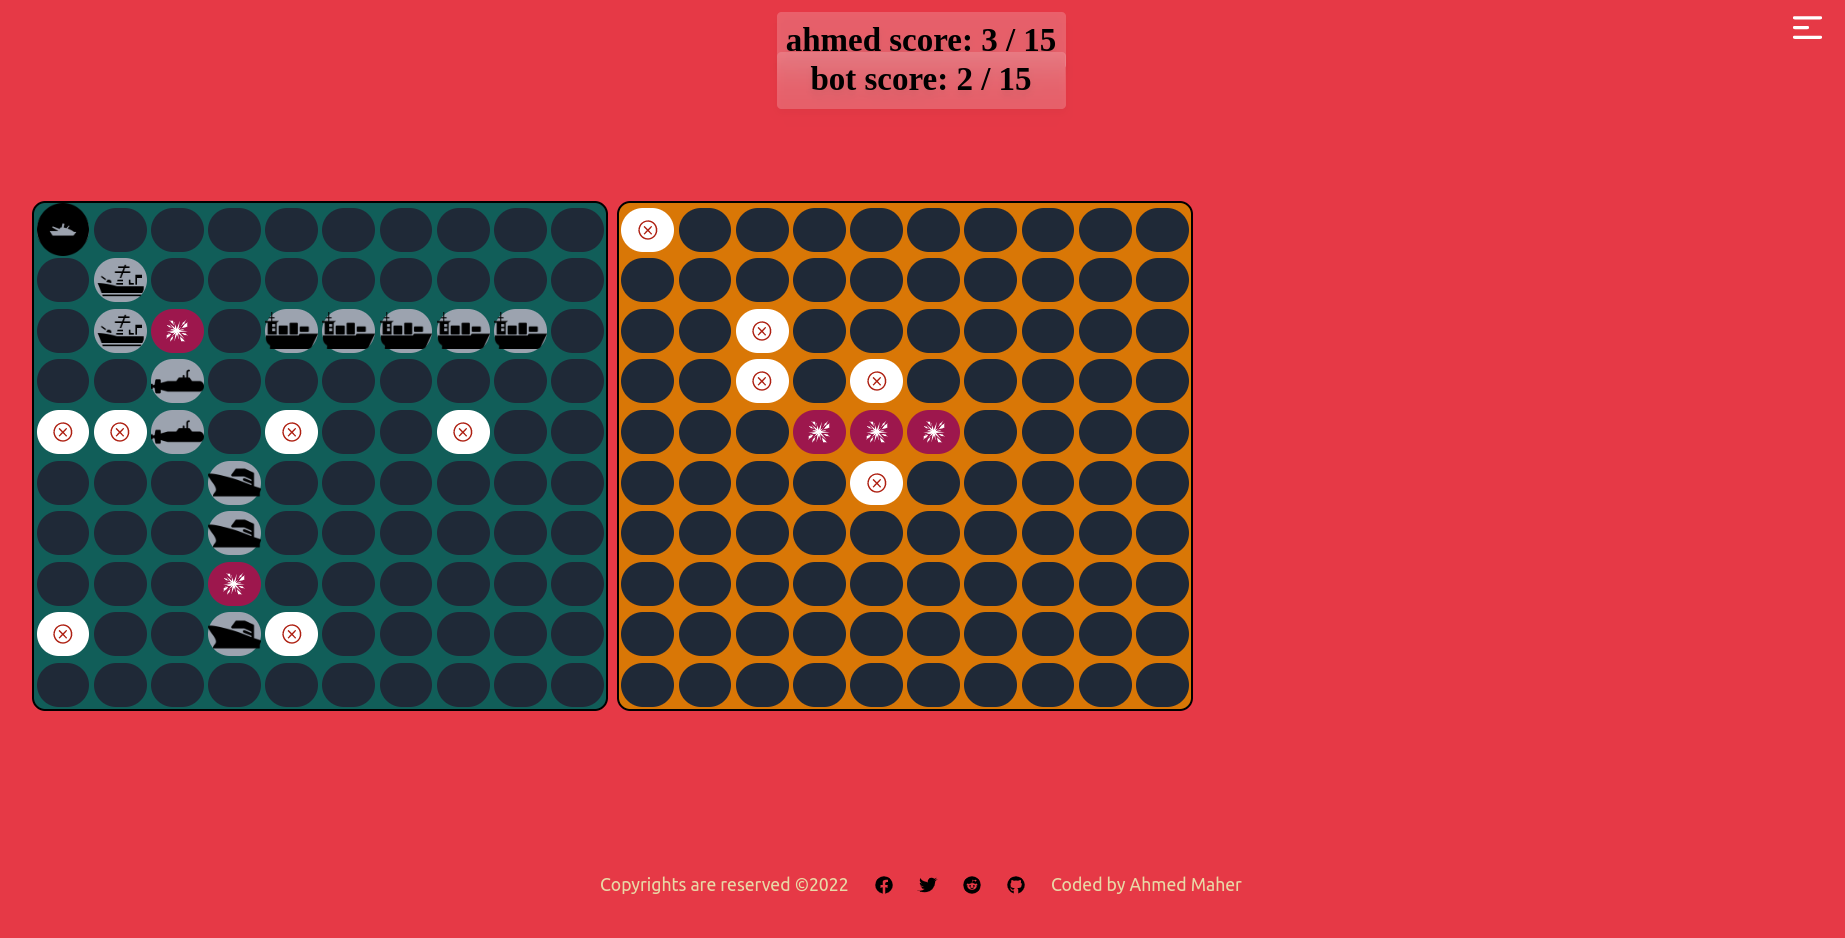 ahmed score: 3 / 15
bot score: 2 / 15
Copyrights are reserved ©2022 Coded by Ahmed Maher